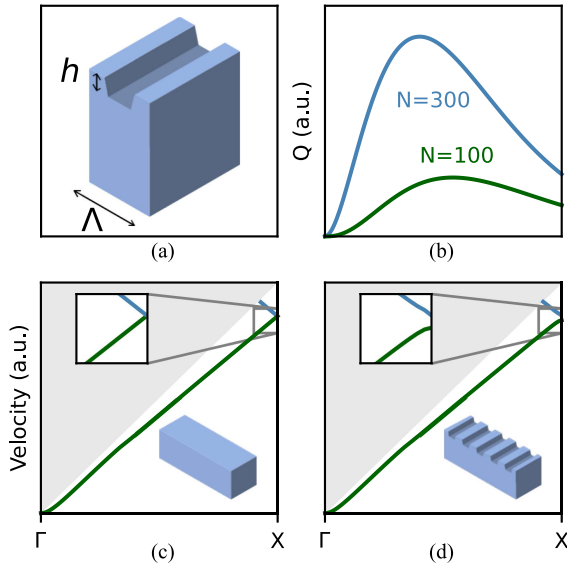 h
Λ
(a)
Q (a.u.)
N=300
N=100
(b)
Velocity (a.u.)
Γ
X
(c)
Γ
X
(d)